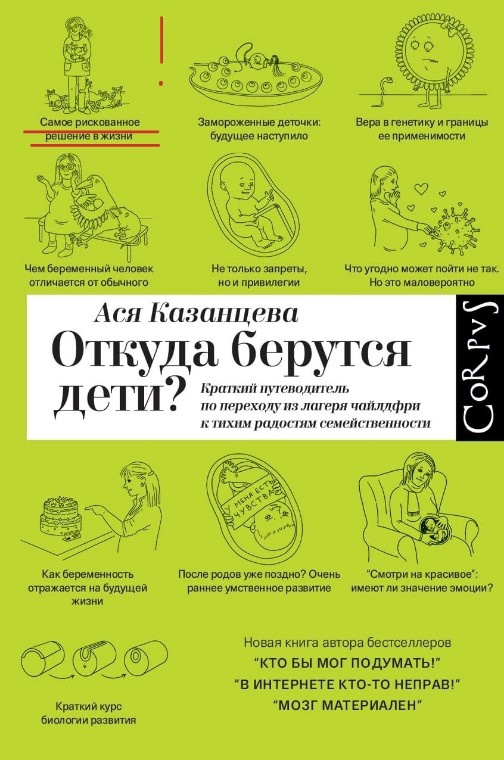 Самое рискованное
решение в жизни
Замороженные деточки:
будущее наступило
Вера в генетику и границы
ее применимости
Чем беременный человек
отличается от обычного
Не только запреты,
но и привилегии
Что угодно может пойти не так.
Но это маловероятно
Ася Казанцева
Откуда берутся
дети?
Краткий путеводитель
по переходу из лагеря чайлдфри
к тихим радостям семейственности
CORPVS
МЕНЯ ЕСТЬ
ЧУВСТВА
Как беременность
отражается на будущей
жизни
После родов уже поздно? Очень
раннее умственное развитие
"Смотри на красивое":
имеют ли значение эмоции?
Краткий курс
биологии развития
Новая книга автора бестселлеров
"КТО БЫ МОГ ПОДУМАТЬ!"
"В ИНТЕРНЕТЕ КТО-ТО НЕПРАВ!"
"МОЗГ МАТЕРИАЛЕН"